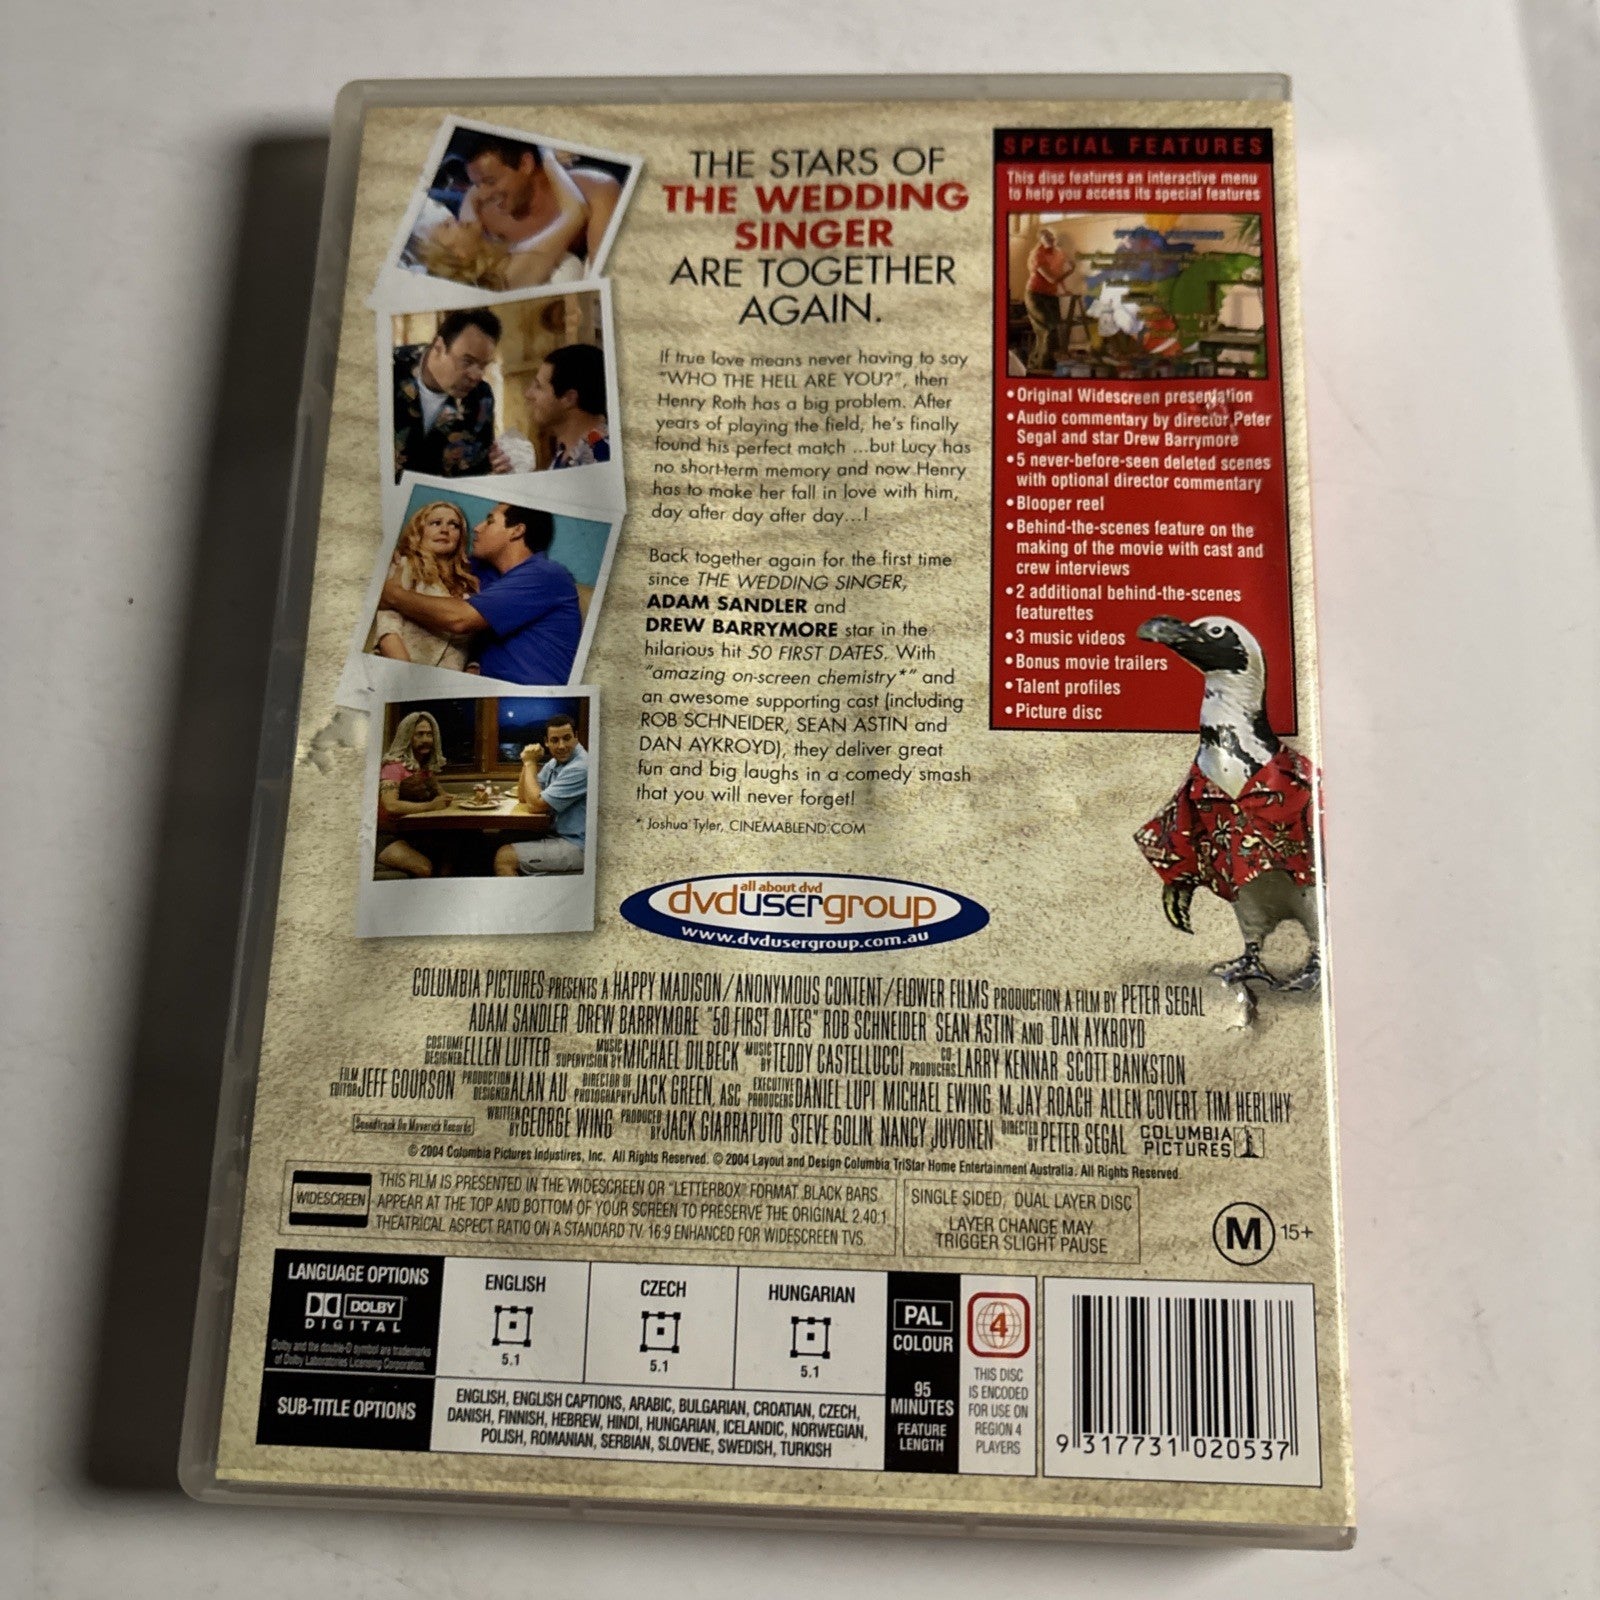 THE STARS OF
THE WEDDING
SINGER
ARE TOGETHER
AGAIN.
If true love means never having to say
"WHO THE HELL ARE YOU?", then
Henry Roth has a big problem. After
years of playing the field, he's finally
found his perfect match ...but Lucy has
no short-term memory and now Henry
has to make her fall in love with him,
day after day after day...!
Back together again for the first time
since THE WEDDING SINGER,
ADAM SANDLER and
DREW BARRYMORE star in the
hilarious hit 50 FIRST DATES. With
"amazing on-screen chemistry*" and
an awesome supporting cast (including
ROB SCHNEIDER, SEAN ASTIN and
DAN AYKROYD), they deliver great
fun and big laughs in a comedy smash
that you will never forget!
* Joshua Tyler, CINEMABLEND.COM
SPECIAL FEATURES
This disc features an interactive menu
to help you access its special features
• Original Widescreen presentation
• Audio commentary by director Peter
Segal and star Drew Barrymore
• 5 never-before-seen deleted scenes
with optional director commentary
• Blooper reel
• Behind-the-scenes feature on the
making of the movie with cast and
crew interviews
• 2 additional behind-the-scenes
featurettes
• 3 music videos
• Bonus movie trailers
• Talent profiles
• Picture disc
all about dvd
dvdusergroup
www.dvdusergroup.com.au
COLUMBIA PICTURES PRESENTS A HAPPY MADISON/ANONYMOUS CONTENT/FLOWER FILMS PRODUCTION A FILM BY PETER SEGAL
ADAM SANDLER DREW BARRYMORE "50 FIRST DATES" ROB SCHNEIDER SEAN ASTIN AND DAN AYKROYD
COSTUME DESIGNER ELLEN LUTTER MUSIC SUPERVISION BY MICHAEL DILBECK MUSIC BY TEDDY CASTELLUCCI CO-PRODUCERS LARRY KENNAR SCOTT BANKSTON
FILM EDITOR JEFF GOURSON PRODUCTION DESIGNER ALAN AU DIRECTOR OF PHOTOGRAPHY JACK GREEN, ASC EXECUTIVE PRODUCERS DANIEL LUPI MICHAEL EWING M. JAY ROACH ALLEN COVERT TIM HERLIHY
Soundtrack On Maverick Records WRITTEN BY GEORGE WING PRODUCED BY JACK GIARRAPUTO STEVE GOLIN NANCY JUVONEN DIRECTED BY PETER SEGAL COLUMBIA PICTURES
© 2004 Columbia Pictures Industires, Inc. All Rights Reserved. © 2004 Layout and Design Columbia TriStar Home Entertainment Australia. All Rights Reserved.
WIDESCREEN
THIS FILM IS PRESENTED IN THE WIDESCREEN OR "LETTERBOX" FORMAT. BLACK BARS
APPEAR AT THE TOP AND BOTTOM OF YOUR SCREEN TO PRESERVE THE ORIGINAL 2.40:1
THEATRICAL ASPECT RATIO ON A STANDARD TV. 16:9 ENHANCED FOR WIDESCREEN TVS.
SINGLE SIDED, DUAL LAYER DISC
LAYER CHANGE MAY
TRIGGER SLIGHT PAUSE
M 15+
LANGUAGE OPTIONS
DOLBY
DIGITAL
Dolby and the double-D symbol are trademarks
of Dolby Laboratories Licensing Corporation.
ENGLISH
5.1
CZECH
5.1
HUNGARIAN
5.1
SUB-TITLE OPTIONS
ENGLISH, ENGLISH CAPTIONS, ARABIC, BULGARIAN, CROATIAN, CZECH,
DANISH, FINNISH, HEBREW, HINDI, HUNGARIAN, ICELANDIC, NORWEGIAN,
POLISH, ROMANIAN, SERBIAN, SLOVENE, SWEDISH, TURKISH
PAL
COLOUR
95
MINUTES
FEATURE
LENGTH
4
THIS DISC
IS ENCODED
FOR USE ON
REGION 4
PLAYERS
9 317731 020537